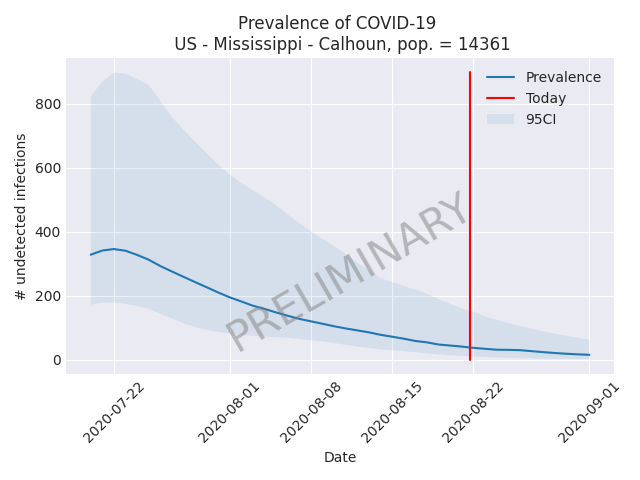 Prevalence of COVID-19
US - Mississippi - Calhoun, pop. = 14361
Prevalence
Today
95CI
# undetected infections
800
600
400
200
0
PRELIMINARY
2020-07-22
2020-08-01
2020-08-08
2020-08-15
2020-08-22
2020-09-01
Date